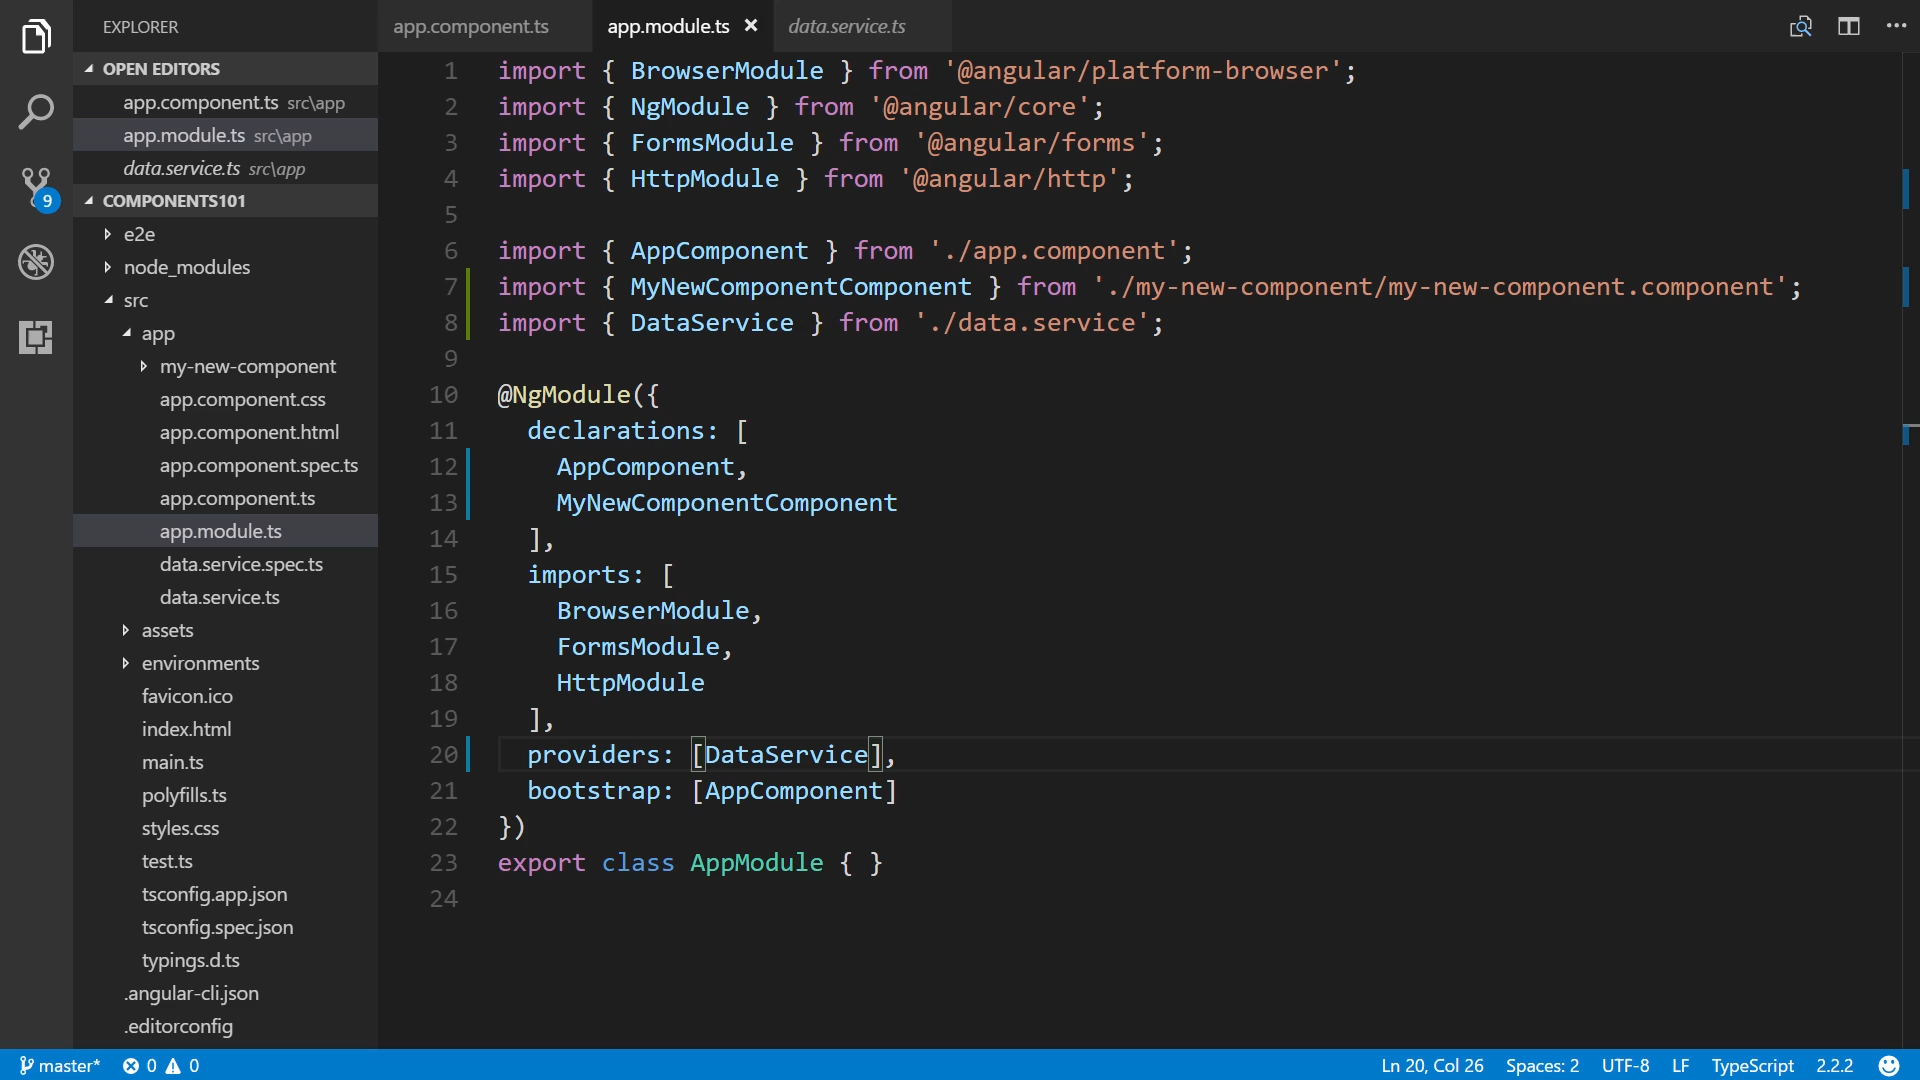 EXPLORER
OPEN EDITORS
app.component.ts src\app
app.module.ts src\app
data.service.ts src\app
COMPONENTS101
e2e
node_modules
src
app
my-new-component
app.component.css
app.component.html
app.component.spec.ts
app.component.ts
app.module.ts
data.service.spec.ts
data.service.ts
assets
environments
favicon.ico
index.html
main.ts
polyfills.ts
styles.css
test.ts
tsconfig.app.json
tsconfig.spec.json
typings.d.ts
.angular-cli.json
.editorconfig
9
app.component.ts app.module.ts × data.service.ts
1 import { BrowserModule } from '@angular/platform-browser';
2 import { NgModule } from '@angular/core';
3 import { FormsModule } from '@angular/forms';
4 import { HttpModule } from '@angular/http';
5
6 import { AppComponent } from './app.component';
7 import { MyNewComponentComponent } from './my-new-component/my-new-component.component';
8 import { DataService } from './data.service';
9
10 @NgModule({
11   declarations: [
12     AppComponent,
13     MyNewComponentComponent
14   ],
15   imports: [
16     BrowserModule,
17     FormsModule,
18     HttpModule
19   ],
20   providers: [DataService],
21   bootstrap: [AppComponent]
22 })
23 export class AppModule { }
24
master* 0 0 Ln 20, Col 26 Spaces: 2 UTF-8 LF TypeScript 2.2.2